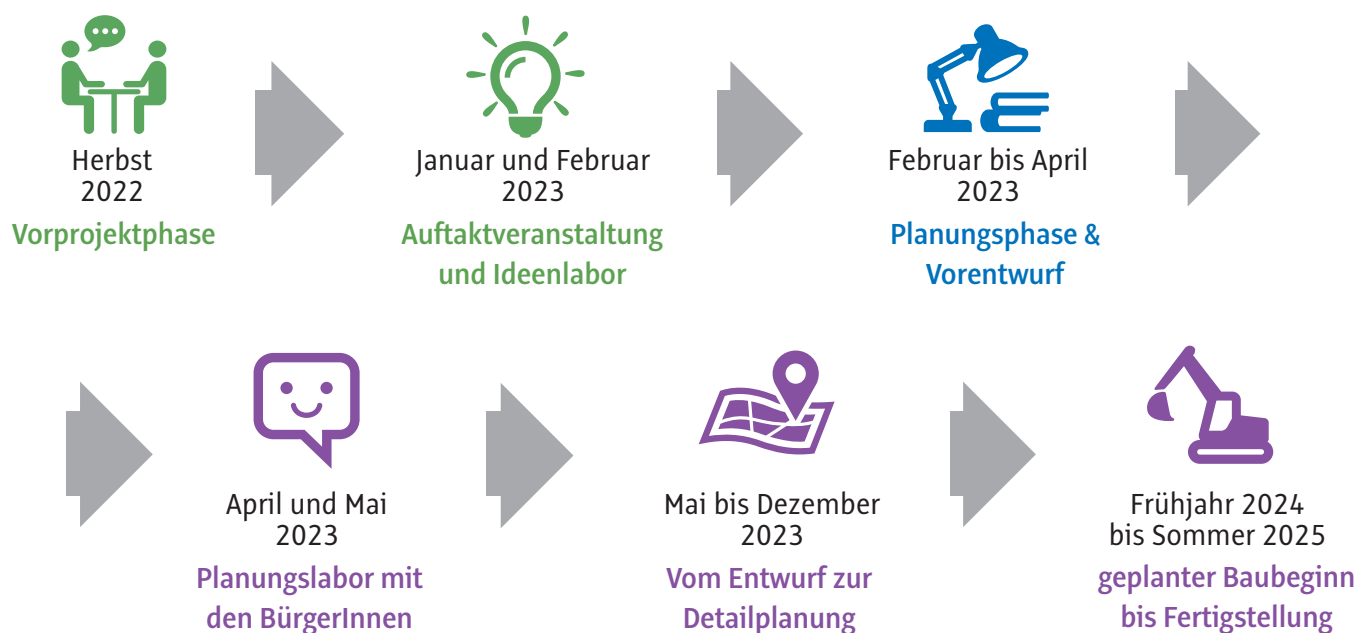 Herbst
2022
Vorprojektphase
Januar und Februar
2023
Auftaktveranstaltung
und Ideenlabor
Februar bis April
2023
Planungsphase &
Vorentwurf
April und Mai
2023
Planungslabor mit
den BürgerInnen
Mai bis Dezember
2023
Vom Entwurf zur
Detailplanung
Frühjahr 2024
bis Sommer 2025
geplanter Baubeginn
bis Fertigstellung